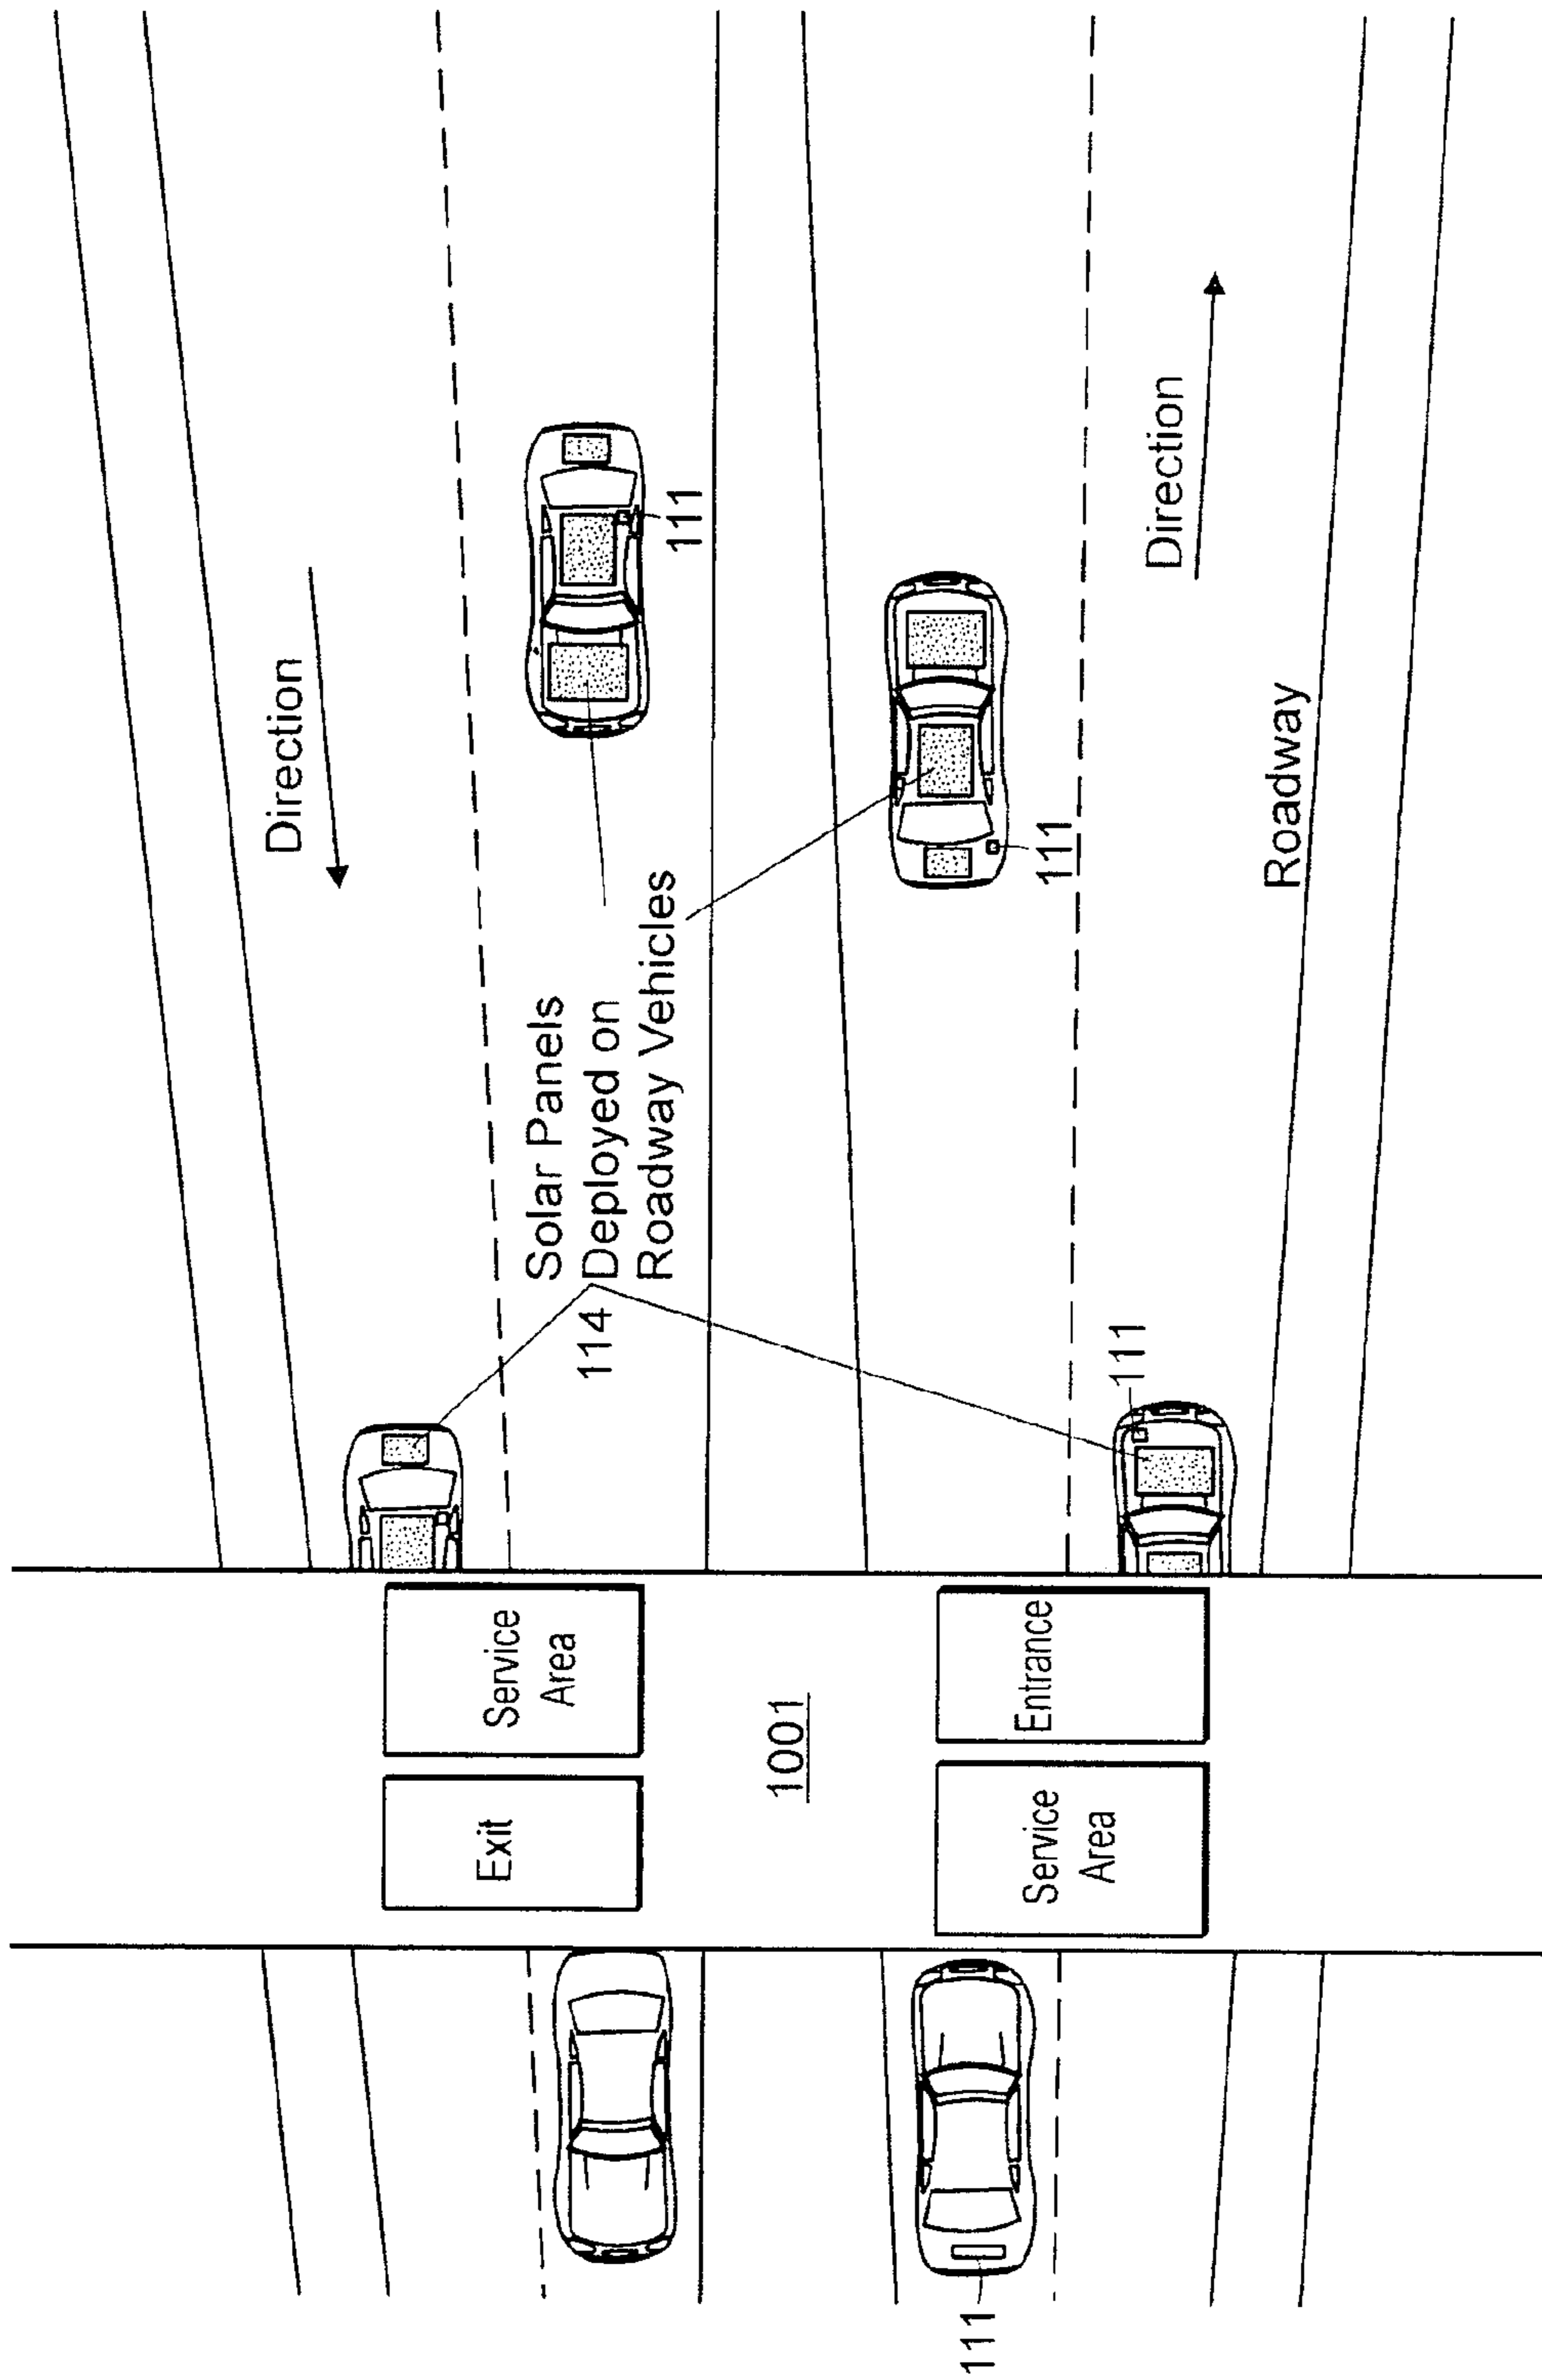 Direction
111
Solar Panels
Deployed on
Roadway Vehicles
114
111
Direction
Roadway
111
Service
Area
Exit
1001
Entrance
Service
Area
111